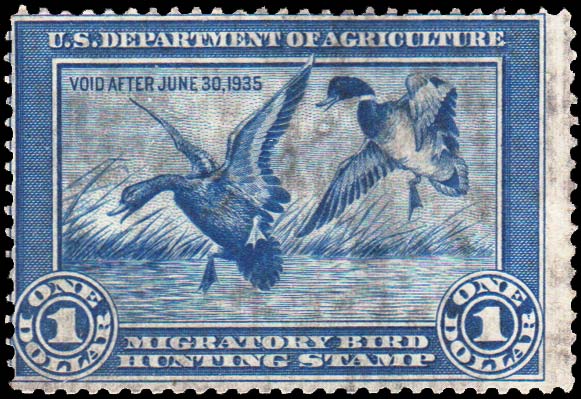 U.S. DEPARTMENT OF AGRICULTURE
VOID AFTER JUNE 30, 1935
ONE
1
DOLLAR
MIGRATORY BIRD
HUNTING STAMP
ONE
1
DOLLAR